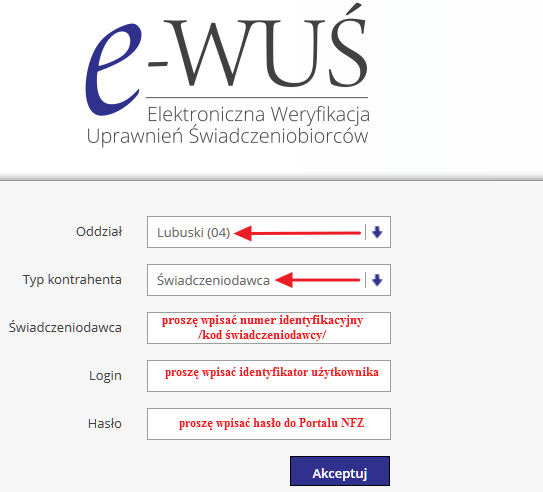 e-WUŚ
Elektroniczna Weryfikacja
Uprawnień Świadczeniobiorców
Oddział
Lubuski (04)
Typ kontrahenta
Świadczeniodawca
Świadczeniodawca
proszę wpisać numer identyfikacyjny
/kod świadczeniodawcy/
Login
proszę wpisać identyfikator użytkownika
Hasło
proszę wpisać hasło do Portalu NFZ
Akceptuj